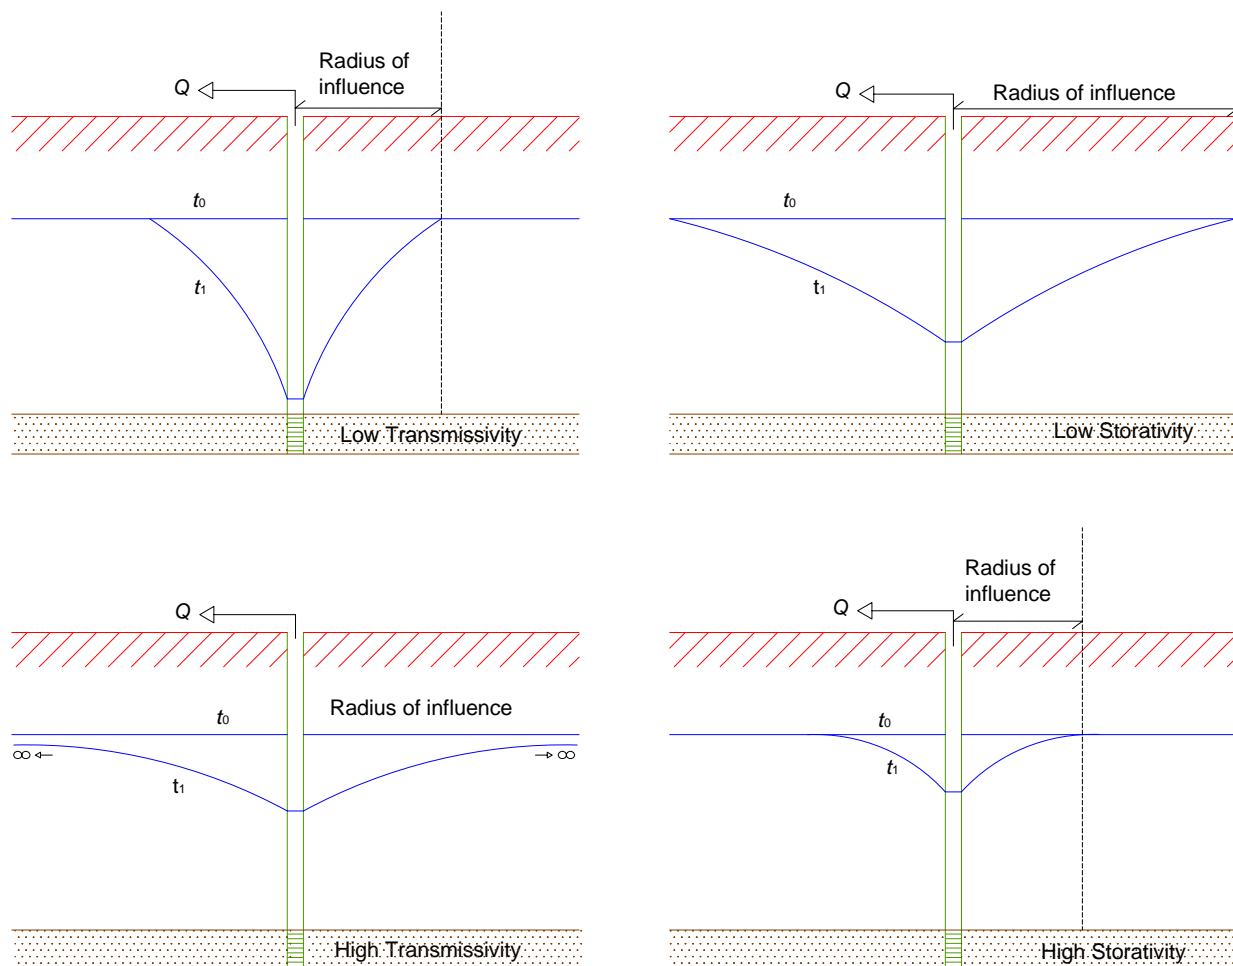 Radius of
influence
Q
t0
t1
Low Transmissivity
Q
Radius of influence
t0
t1
Low Storativity
Q
t0
Radius of influence
∞
∞
t1
High Transmissivity
Radius of
influence
Q
t0
t1
High Storativity